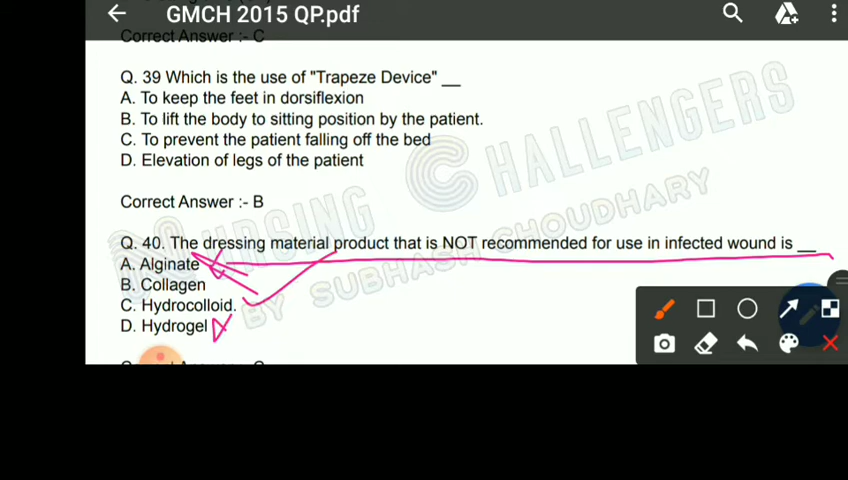 GMCH 2015 QP.pdf
Correct Answer :- C
Q. 39 Which is the use of "Trapeze Device" __
A. To keep the feet in dorsiflexion
B. To lift the body to sitting position by the patient.
C. To prevent the patient falling off the bed
D. Elevation of legs of the patient
Correct Answer :- B
Q. 40. The dressing material product that is NOT recommended for use in infected wound is __
A. Alginate
B. Collagen
C. Hydrocolloid.
D. Hydrogel
NURSING CHALLENGERS
BY SUBHASH CHOUDHARY